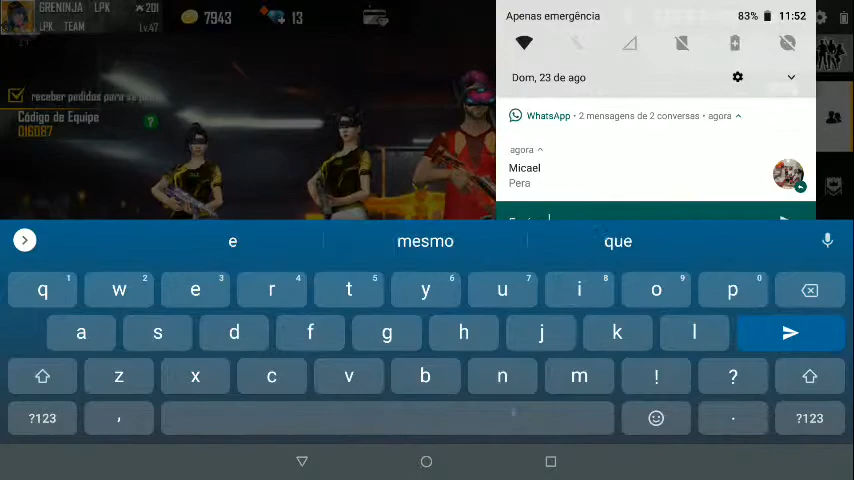 GRENINJA LPK
201
LPK TEAM
Lv.47
7943
13
receber pedidos para se
Código de Equipe
016087
?
Apenas emergência
83%
11:52
Dom, 23 de ago
WhatsApp • 2 mensagens de 2 conversas • agora
agora
Micael
Pera
e
mesmo
que
q 1 w 2 e 3 r 4 t 5 y 6 u 7 i 8 o 9 p 0
a s d f g h j k l
z x c v b n m ! ?
?123 , . ?123